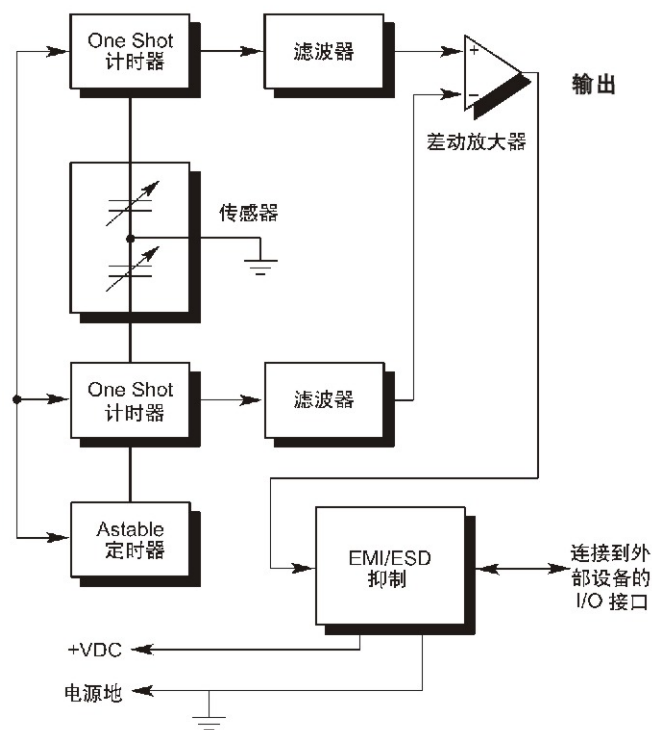 One Shot
计时器
滤波器
+
−
输出
差动放大器
传感器
One Shot
计时器
滤波器
Astable
定时器
EMI/ESD
抑制
连接到外
部设备的
I/O 接口
+VDC
电源地